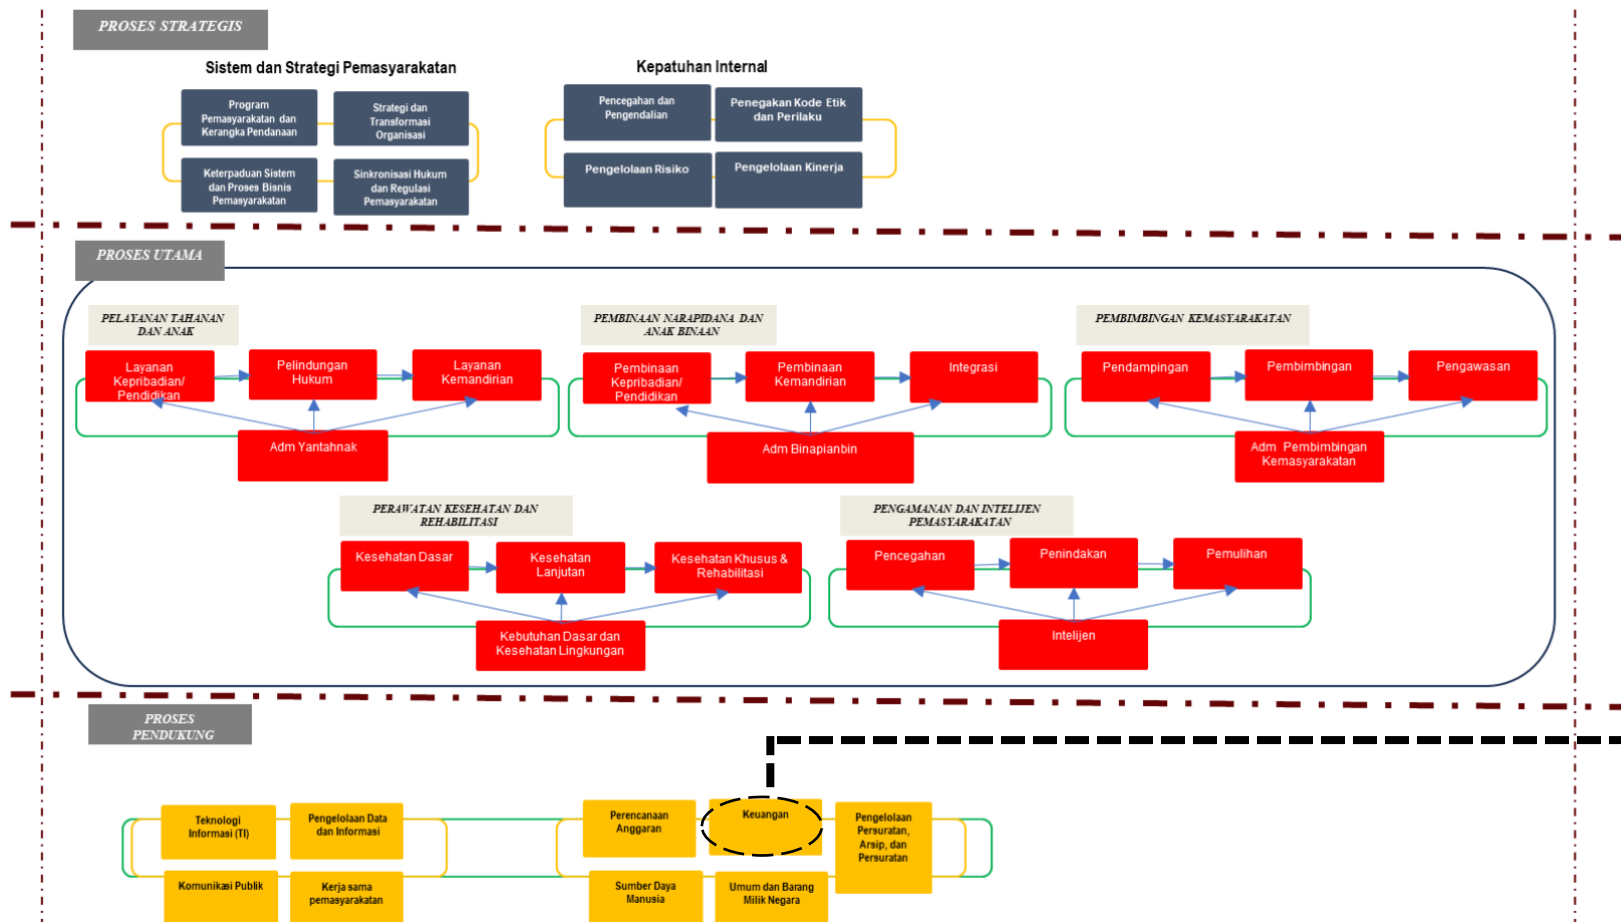 PROSES STRATEGIS
Sistem dan Strategi Pemasyarakatan
Program
Pemasyarakatan dan
Kerangka Pendanaan
Strategi dan
Transformasi
Organisasi
Keterpaduan Sistem
dan Proses Bisnis
Pemasyarakatan
Sinkronisasi Hukum
dan Regulasi
Pemasyarakatan
Kepatuhan Internal
Pencegahan dan
Pengendalian
Penegakan Kode Etik
dan Perilaku
Pengelolaan Risiko
Pengelolaan Kinerja
PROSES UTAMA
PELAYANAN TAHANAN
DAN ANAK
Layanan
Kepribadian/
Pendidikan
Pelindungan
Hukum
Layanan
Kemandirian
Adm Yantahnak
PEMBINAAN NARAPIDANA DAN
ANAK BINAAN
Pembinaan
Kepribadian/
Pendidikan
Pembinaan
Kemandirian
Integrasi
Adm Binapianbin
PEMBIMBINGAN KEMASYARAKATAN
Pendampingan
Pembimbingan
Pengawasan
Adm Pembimbingan
Kemasyarakatan
PERAWATAN KESEHATAN DAN
REHABILITASI
Kesehatan Dasar
Kesehatan
Lanjutan
Kesehatan Khusus &
Rehabilitasi
Kebutuhan Dasar dan
Kesehatan Lingkungan
PENGAMANAN DAN INTELIJEN
PEMASYARAKATAN
Pencegahan
Penindakan
Pemulihan
Intelijen
PROSES
PENDUKUNG
Teknologi
Informasi (TI)
Pengelolaan Data
dan Informasi
Komunikasi Publik
Kerja sama
pemasyarakatan
Perencanaan
Anggaran
Keuangan
Pengelolaan
Persuratan,
Arsip, dan
Persuratan
Sumber Daya
Manusia
Umum dan Barang
Milik Negara